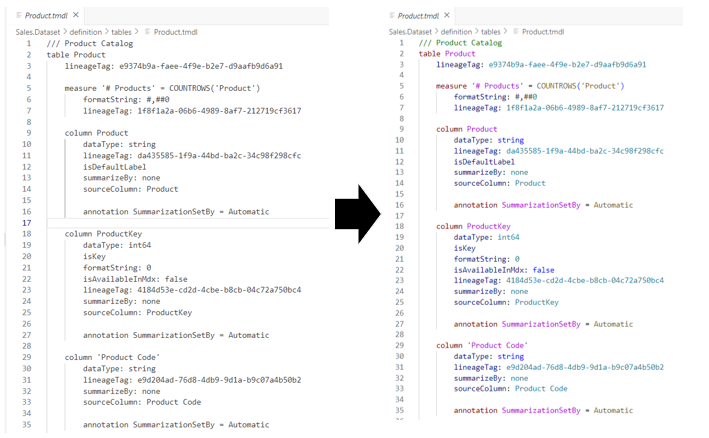 Product.tmdl ×
Sales.Dataset > definition > tables > Product.tmdl
1 /// Product Catalog
2 table Product
3 lineageTag: e9374b9a-faee-4f9e-b2e7-d9aafb9d6a91
4
5 measure '# Products' = COUNTROWS('Product')
6 formatString: #,##0
7 lineageTag: 1f8f1a2a-06b6-4989-8af7-212719cf3617
8
9 column Product
10 dataType: string
11 lineageTag: da435585-1f9a-44bd-ba2c-34c98f298cfc
12 isDefaultLabel
13 summarizeBy: none
14 sourceColumn: Product
15
16 annotation SummarizationSetBy = Automatic
17
18 column ProductKey
19 dataType: int64
20 isKey
21 formatString: 0
22 isAvailableInMdx: false
23 lineageTag: 4184d53e-cd2d-4cbe-b8cb-04c72a750bc4
24 summarizeBy: none
25 sourceColumn: ProductKey
26
27 annotation SummarizationSetBy = Automatic
28
29 column 'Product Code'
30 dataType: string
31 lineageTag: e9d204ad-76d8-4db9-9d1a-b9c07a4b50b2
32 summarizeBy: none
33 sourceColumn: Product Code
34
35 annotation SummarizationSetBy = Automatic
Product.tmdl ×
Sales.Dataset > definition > tables > Product.tmdl
1 /// Product Catalog
2 table Product
3 lineageTag: e9374b9a-faee-4f9e-b2e7-d9aafb9d6a91
4
5 measure '# Products' = COUNTROWS('Product')
6 formatString: #,##0
7 lineageTag: 1f8f1a2a-06b6-4989-8af7-212719cf3617
8
9 column Product
10 dataType: string
11 lineageTag: da435585-1f9a-44bd-ba2c-34c98f298cfc
12 isDefaultLabel
13 summarizeBy: none
14 sourceColumn: Product
15
16 annotation SummarizationSetBy = Automatic
17
18 column ProductKey
19 dataType: int64
20 isKey
21 formatString: 0
22 isAvailableInMdx: false
23 lineageTag: 4184d53e-cd2d-4cbe-b8cb-04c72a750bc4
24 summarizeBy: none
25 sourceColumn: ProductKey
26
27 annotation SummarizationSetBy = Automatic
28
29 column 'Product Code'
30 dataType: string
31 lineageTag: e9d204ad-76d8-4db9-9d1a-b9c07a4b50b2
32 summarizeBy: none
33 sourceColumn: Product Code
34
35 annotation SummarizationSetBy = Automatic